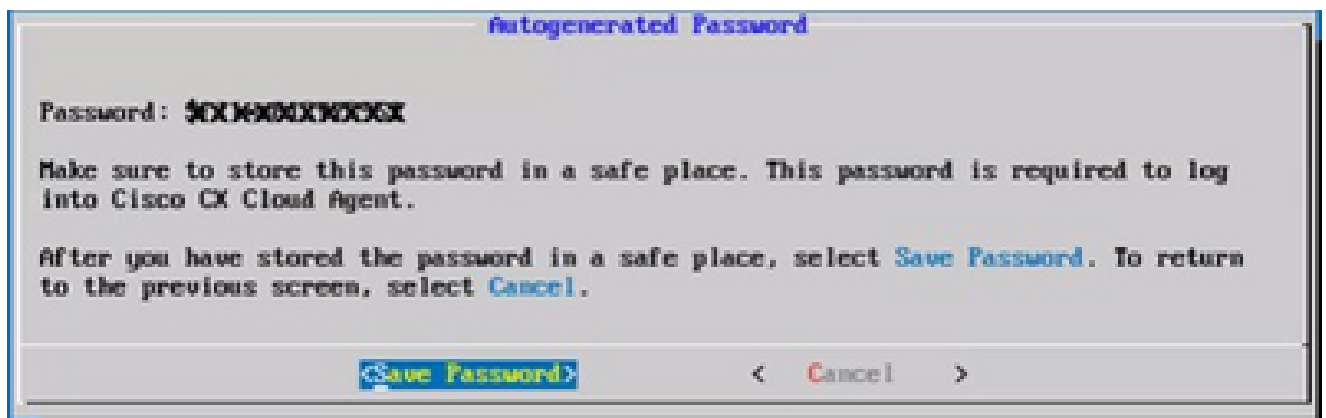 Autogenerated Password
Password:
Make sure to store this password in a safe place. This password is required to log
into Cisco CX Cloud Agent.
After you have stored the password in a safe place, select Save Password. To return
to the previous screen, select Cancel.
<Save Password> < Cancel >